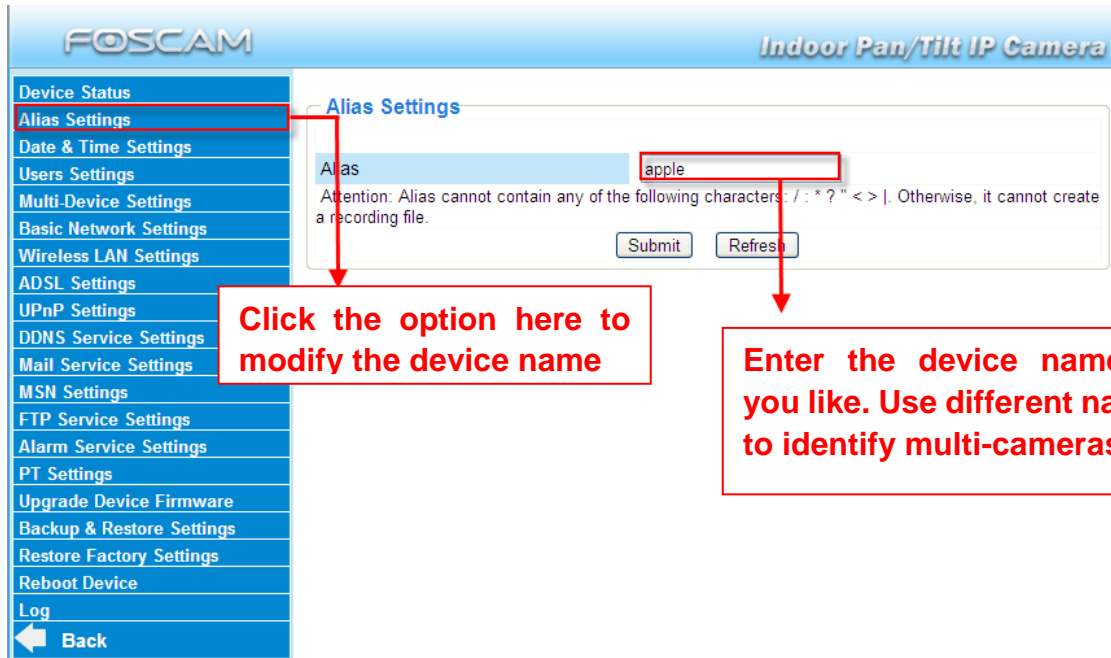 FOSCAM
Indoor Pan/Tilt IP Camera
Device Status
Alias Settings
Date & Time Settings
Users Settings
Multi-Device Settings
Basic Network Settings
Wireless LAN Settings
ADSL Settings
UPnP Settings
DDNS Service Settings
Mail Service Settings
MSN Settings
FTP Service Settings
Alarm Service Settings
PT Settings
Upgrade Device Firmware
Backup & Restore Settings
Restore Factory Settings
Reboot Device
Log
Back
Alias Settings
Alias
apple
Attention: Alias cannot contain any of the following characters: / : * ? " < > |. Otherwise, it cannot create
a recording file.
Submit
Refresh
Click the option here to
modify the device name
Enter the device name
you like. Use different
to identify multi-cameras